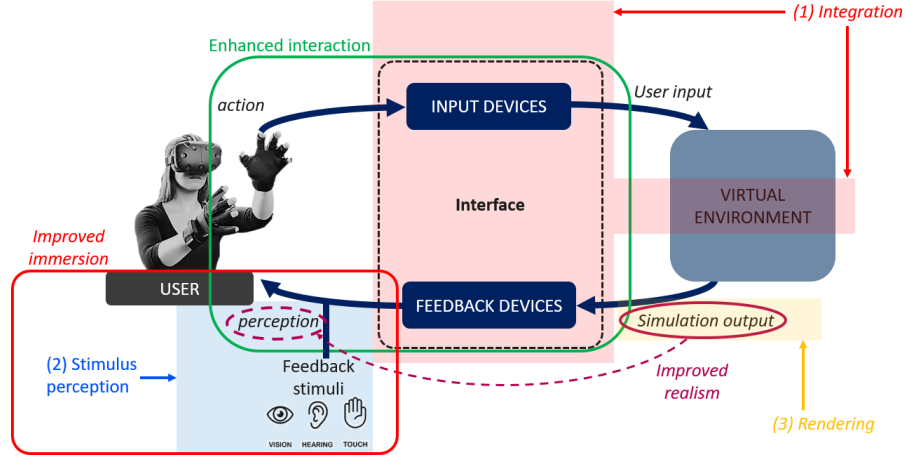 (1) Integration
Enhanced interaction
action
INPUT DEVICES
User input
Interface
VIRTUAL
ENVIRONMENT
Improved
immersion
USER
FEEDBACK DEVICES
perception
Simulation output
(2) Stimulus
perception
Feedback
stimuli
Improved
realism
VISION
HEARING
TOUCH
(3) Rendering